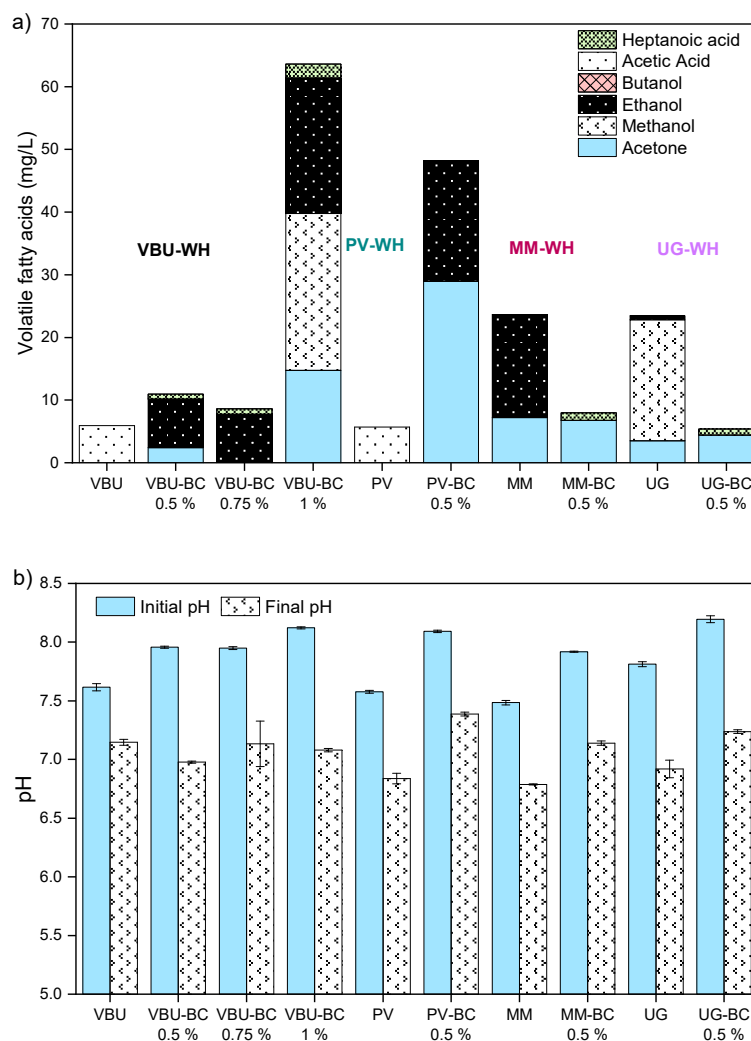 a)
70
60
50
40
30
20
10
0
Volatile fatty acids (mg/L)
Heptanoic acid
Acetic Acid
Butanol
Ethanol
Methanol
Acetone
VBU-WH
PV-WH
MM-WH
UG-WH
VBU VBU-BC VBU-BC VBU-BC PV PV-BC MM MM-BC UG UG-BC
0.5 % 0.75 % 1 % 0.5 % 0.5 % 0.5 %
b)
8.5
8.0
7.5
7.0
6.5
6.0
5.5
5.0
pH
Initial pH Final pH
VBU VBU-BC VBU-BC VBU-BC PV PV-BC MM MM-BC UG UG-BC
0.5 % 0.75 % 1 % 0.5 % 0.5 % 0.5 %